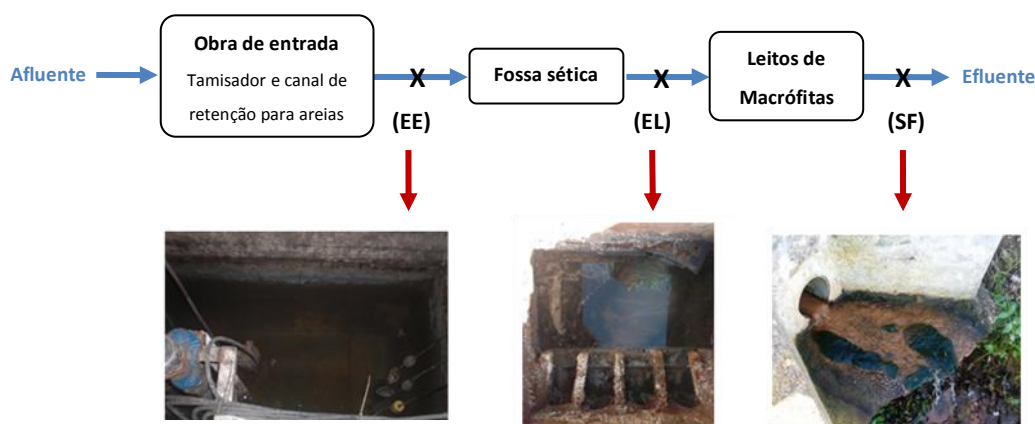 Obra de entrada
Tamisador e canal de
retenção para areias
Afluente
X
(EE)
Fossa sética
X
(EL)
Leitos de
Macrófitas
X
(SF)
Efluente